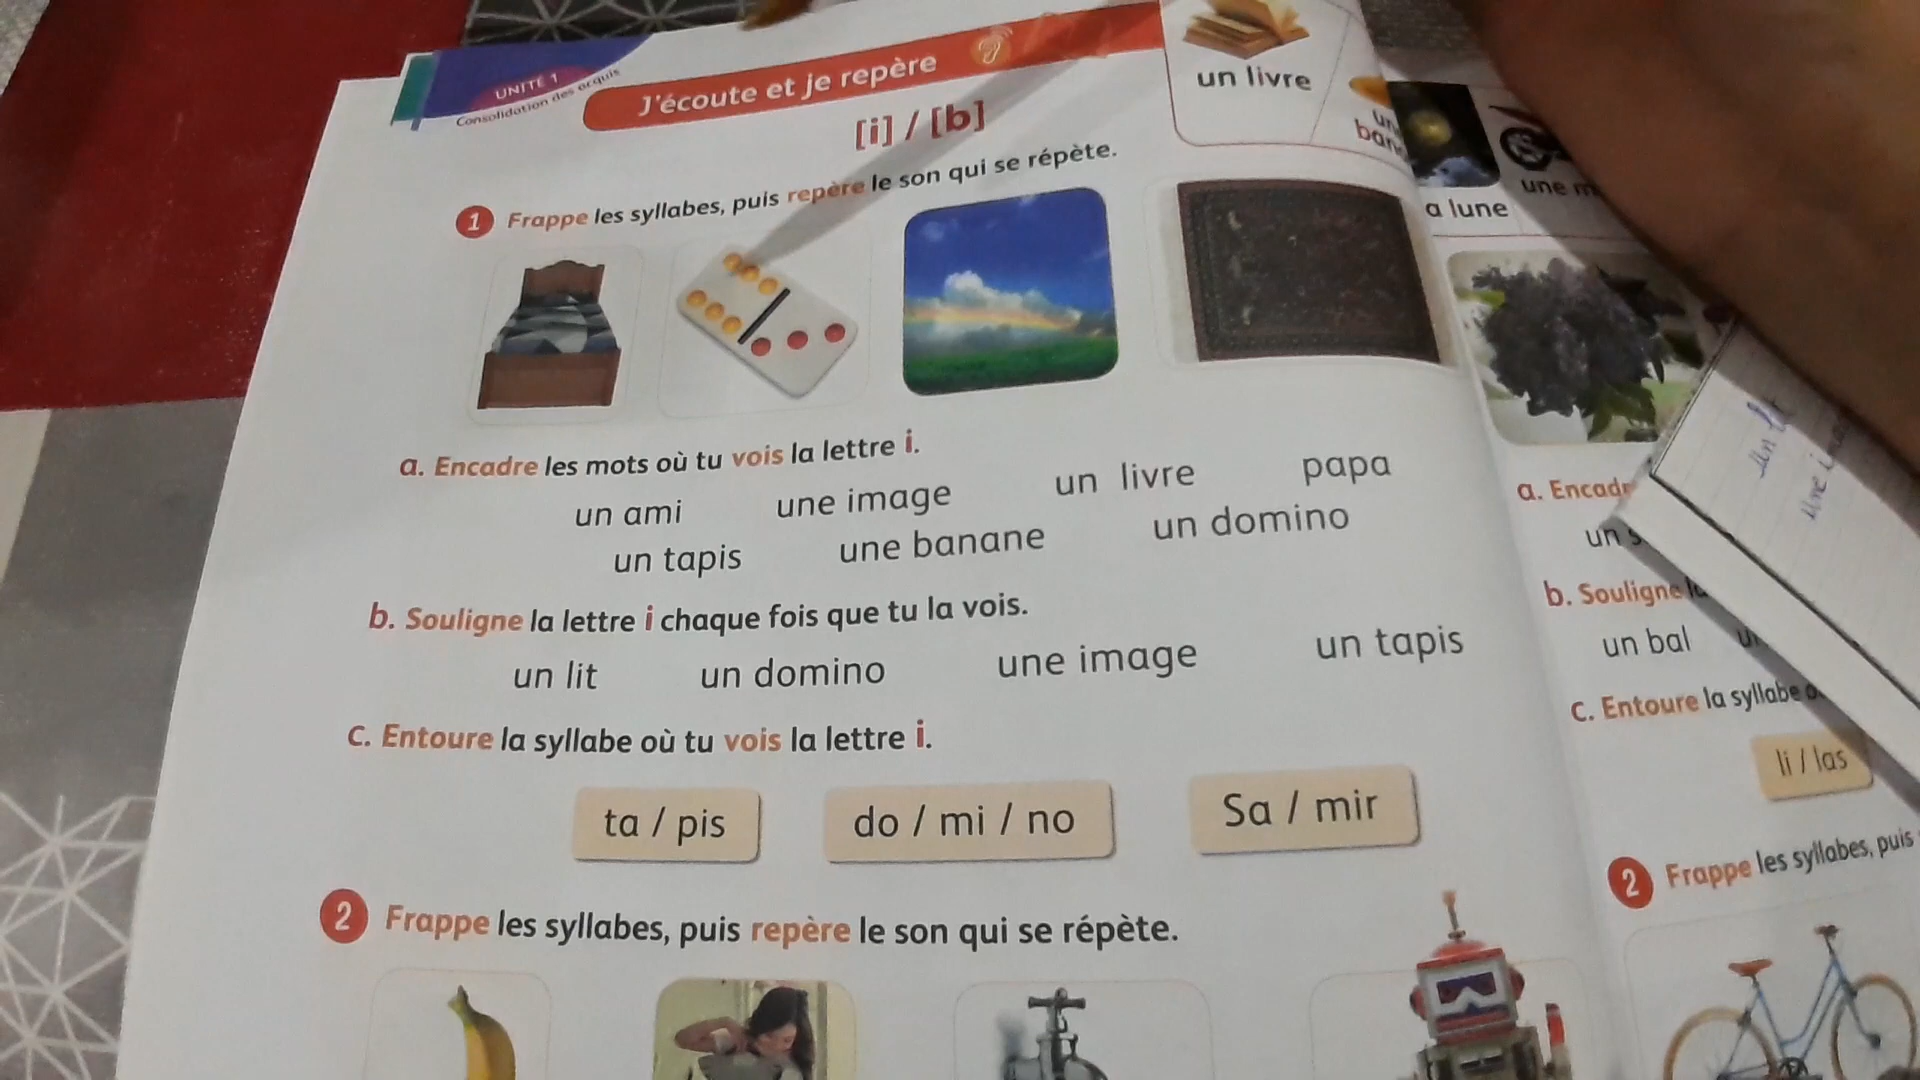 UNITÉ 1
Consolidation des acquis
J'écoute et je repère
[i] / [b]
un livre
1 Frappe les syllabes, puis repère le son qui se répète.
a. Encadre les mots où tu vois la lettre i.
un ami une image un livre papa
un tapis une banane un domino
b. Souligne la lettre i chaque fois que tu la vois.
un lit un domino une image un tapis
c. Entoure la syllabe où tu vois la lettre i.
ta / pis do / mi / no Sa / mir
2 Frappe les syllabes, puis repère le son qui se répète.
a lune
une
a.
un
b. Souligne
un bal
c. Entoure la syllabe
li / las
2 Frappe les syllabes, puis